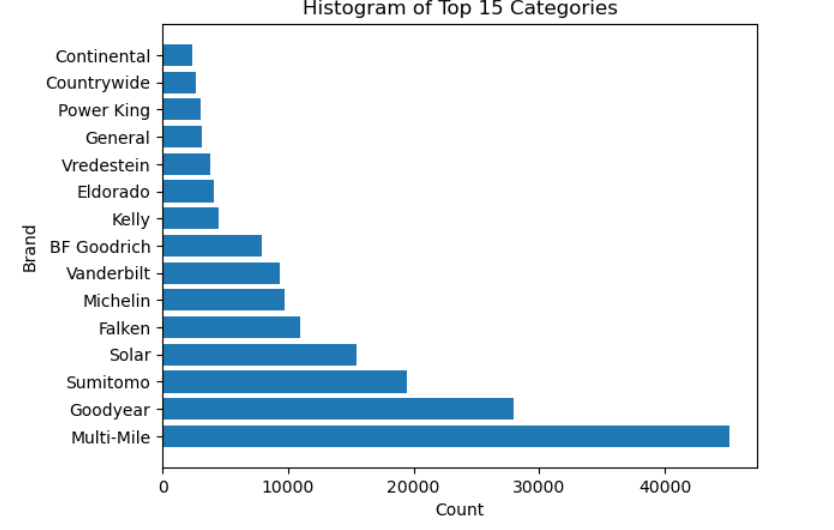 Histogram of Top 15 Categories
Continental
Countrywide
Power King
General
Vredestein
Eldorado
Kelly
BF Goodrich
Vanderbilt
Michelin
Falken
Solar
Sumitomo
Goodyear
Multi-Mile
Brand
0 10000 20000 30000 40000
Count